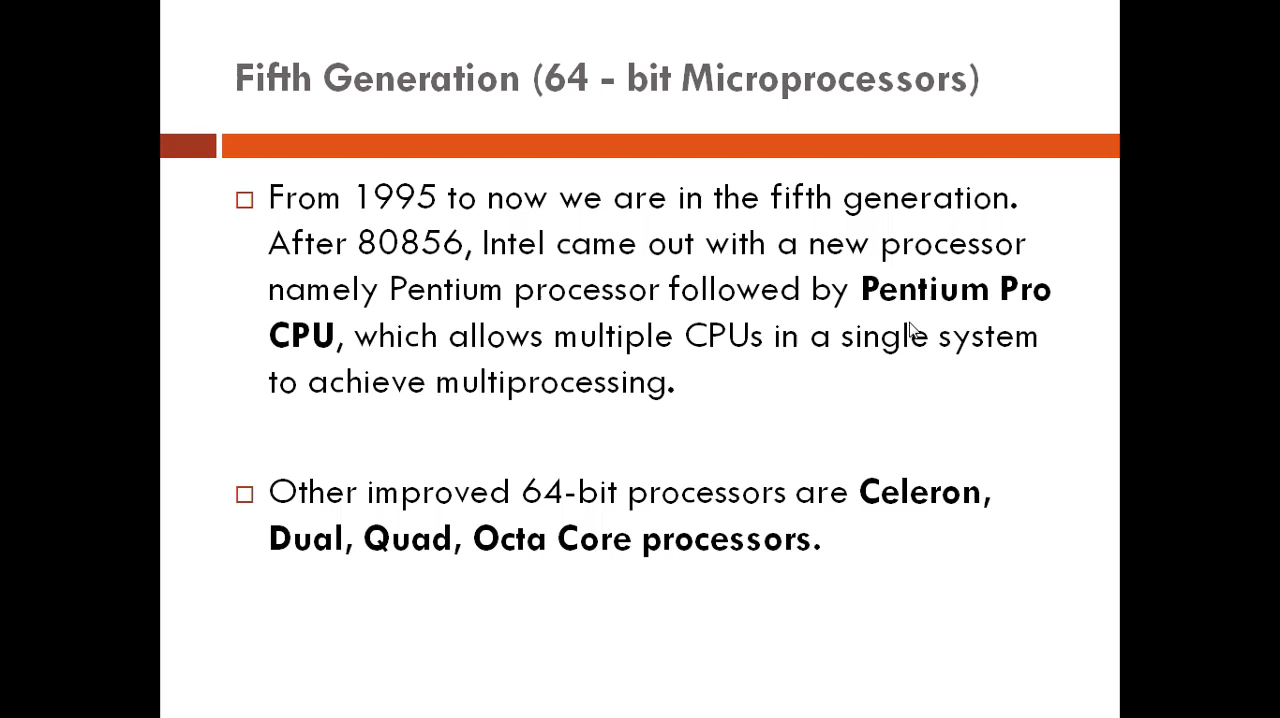 Fifth Generation (64 - bit Microprocessors)
From 1995 to now we are in the fifth generation.
After 80856, Intel came out with a new processor
namely Pentium processor followed by Pentium Pro
CPU, which allows multiple CPUs in a single system
to achieve multiprocessing.
Other improved 64-bit processors are Celeron,
Dual, Quad, Octa Core processors.